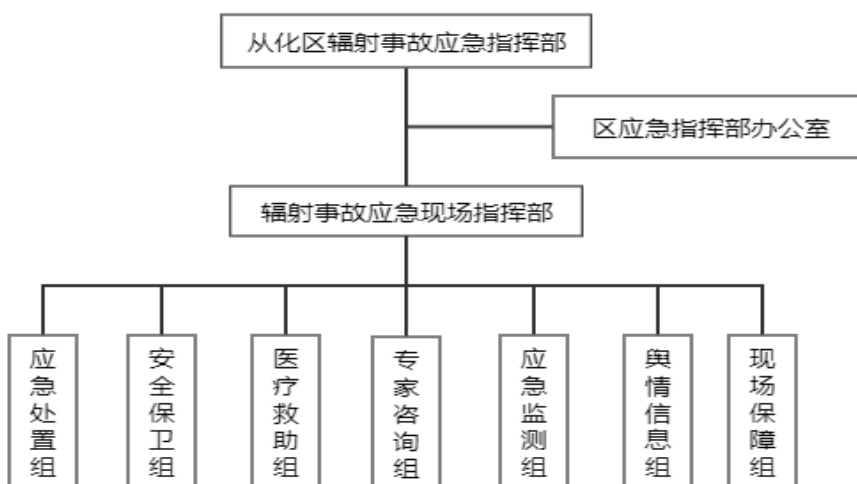 从化区辐射事故应急指挥部
区应急指挥部办公室
辐射事故应急现场指挥部
应急处置组
安全保卫组
医疗救助组
专家咨询组
应急监测组
舆情信息组
现场保障组